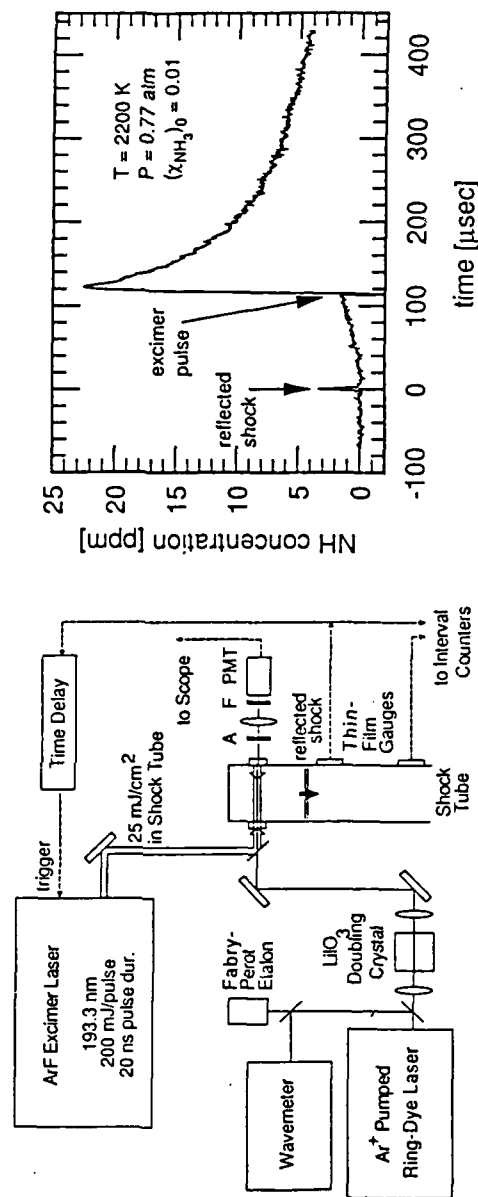 ArF Excimer Laser
193.3 nm
200 mJ/pulse
20 ns pulse dur.
trigger
Time Delay
25 mJ/cm2
in Shock Tube
to Scope
A F PMT
reflected
shock
Thin-
Film
Gauges
Shock
Tube
to Interval
Counters
Fabry-
Perot
Etalon
Wavemeter
LiIO3
Doubling
Crystal
Ar+ Pumped
Ring-Dye Laser
NH concentration [ppm]
25
20
15
10
5
0
-100 0 100 200 300 400
time [μsec]
reflected
shock
excimer
pulse
T = 2200 K
P = 0.77 atm
(χNH3)0 = 0.01